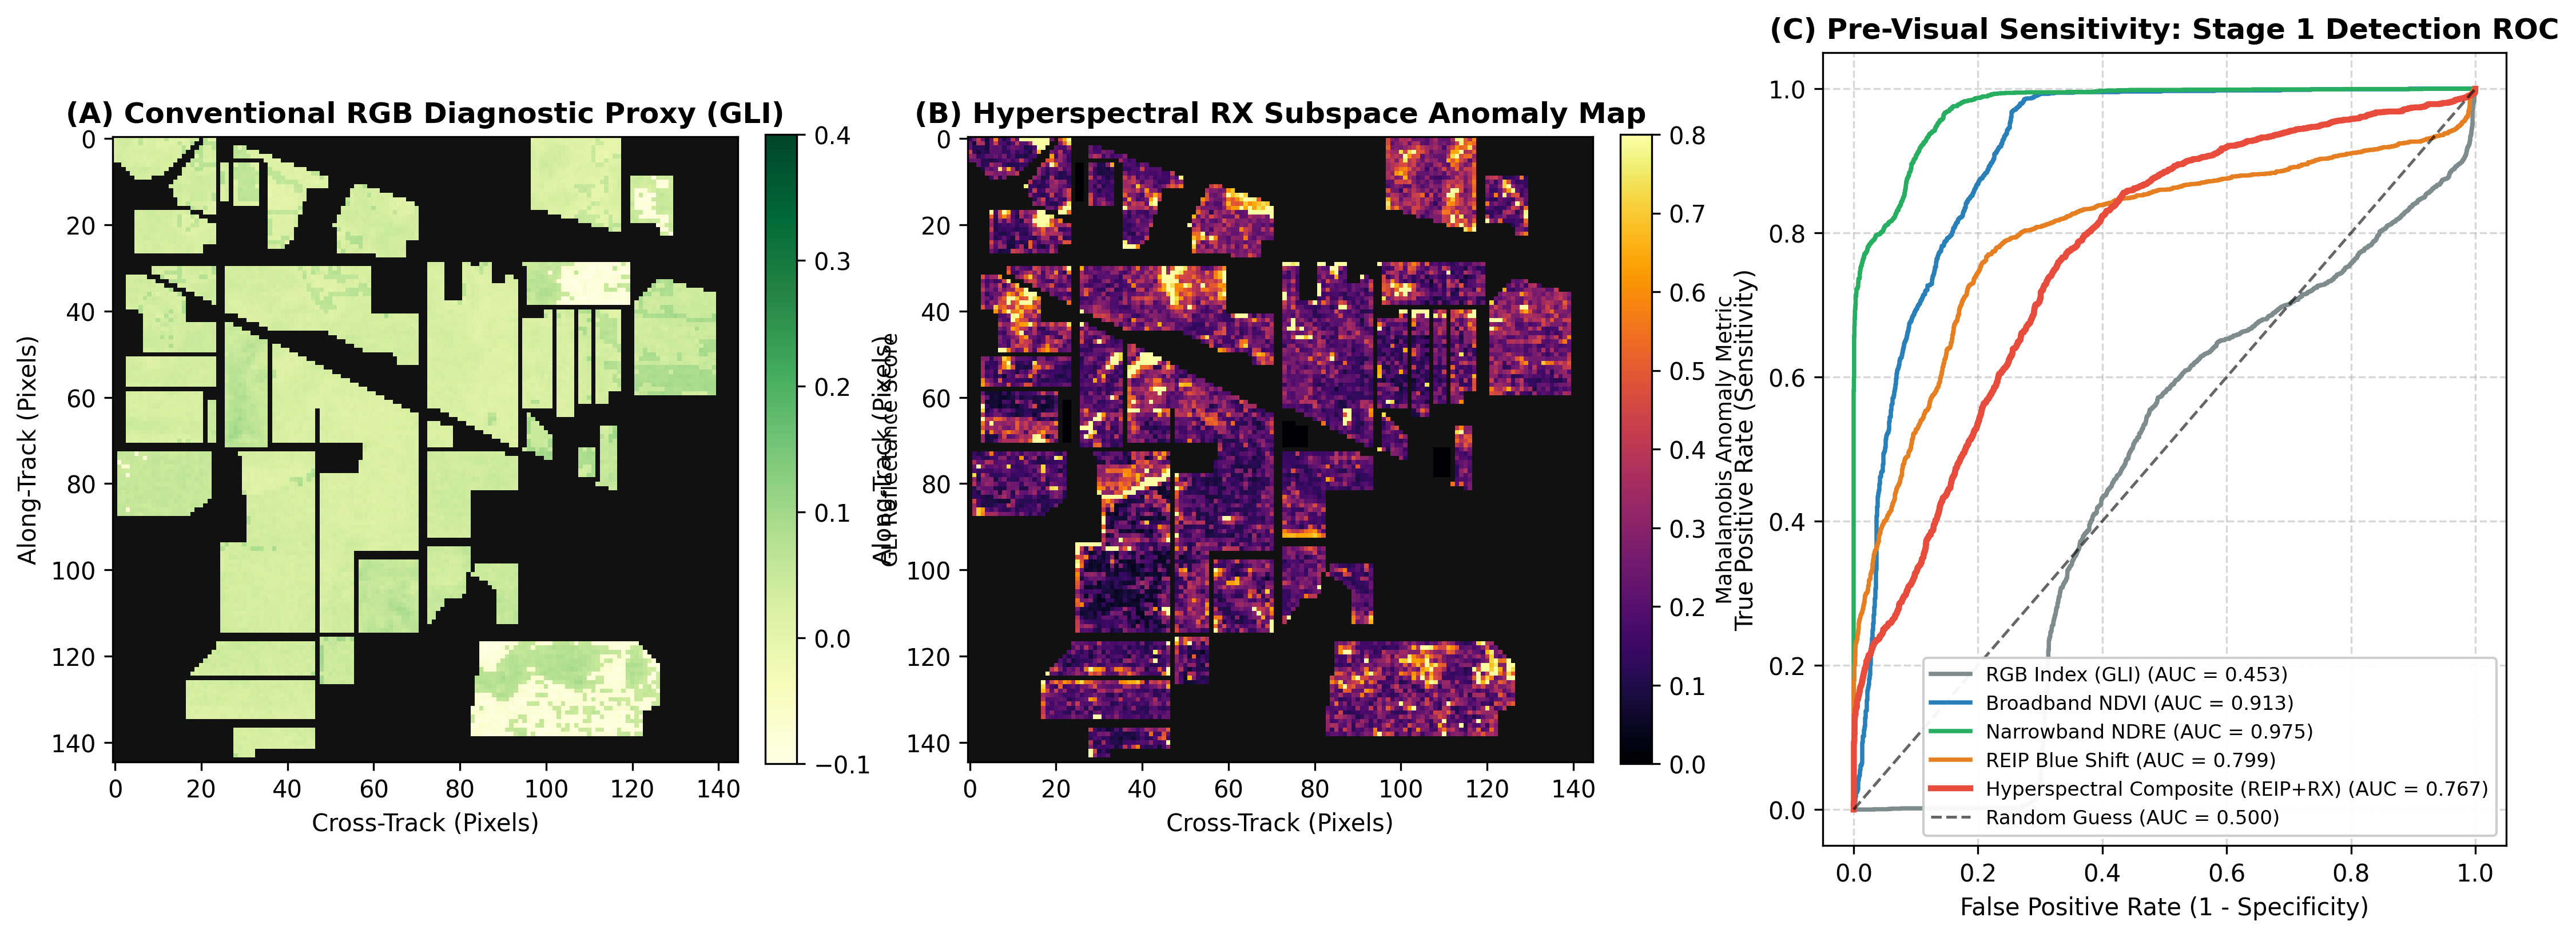 (A) Conventional RGB Diagnostic Proxy (GLI)
0
20
40
60
80
100
120
140
Along-Track (Pixels)
0 20 40 60 80 100 120 140
Cross-Track (Pixels)
0.4
0.3
0.2
0.1
0.0
−0.1
GLI Reflectance Score
(B) Hyperspectral RX Subspace Anomaly Map
0
20
40
60
80
100
120
140
Along-Track (Pixels)
0 20 40 60 80 100 120 140
Cross-Track (Pixels)
0.8
0.7
0.6
0.5
0.4
0.3
0.2
0.1
0.0
Mahalanobis Anomaly Metric
(C) Pre-Visual Sensitivity: Stage 1 Detection ROC
1.0
0.8
0.6
0.4
0.2
0.0
True Positive Rate (Sensitivity)
RGB Index (GLI) (AUC = 0.453)
Broadband NDVI (AUC = 0.913)
Narrowband NDRE (AUC = 0.975)
REIP Blue Shift (AUC = 0.799)
Hyperspectral Composite (REIP+RX) (AUC = 0.767)
Random Guess (AUC = 0.500)
0.0 0.2 0.4 0.6 0.8 1.0
False Positive Rate (1 - Specificity)